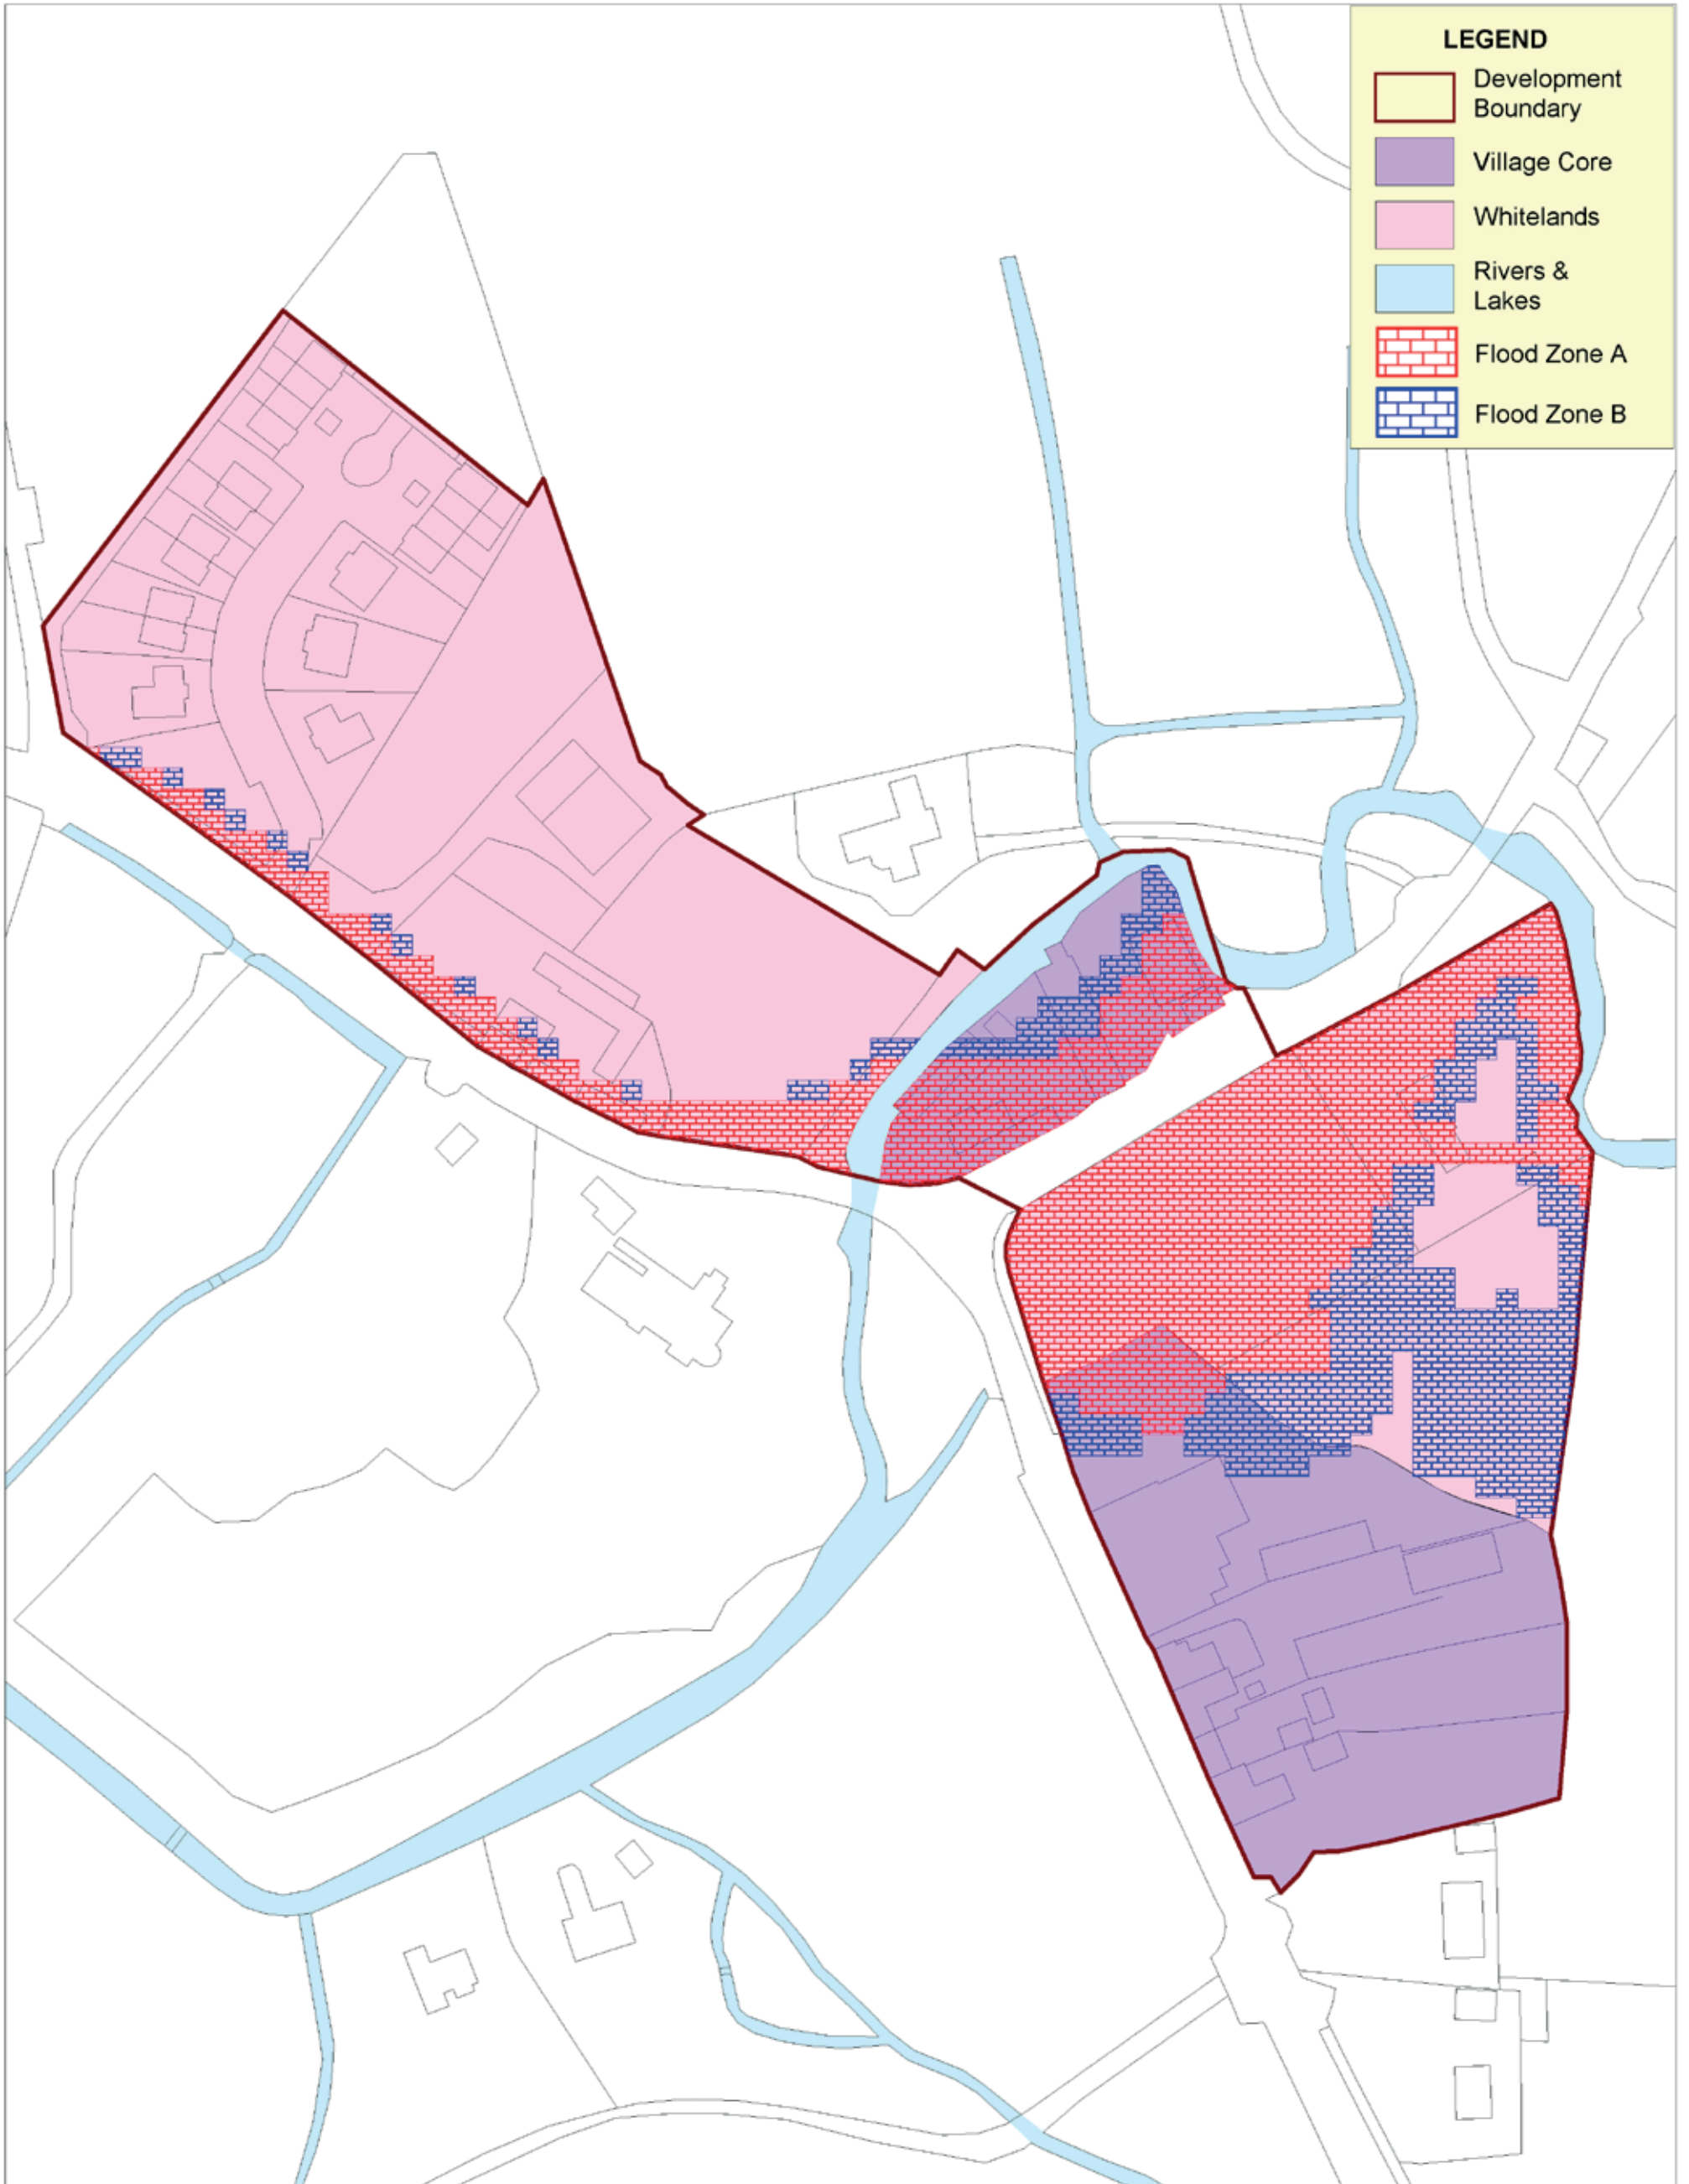 LEGEND
Development
Boundary
Village Core
Whitelands
Rivers &
Lakes
Flood Zone A
Flood Zone B